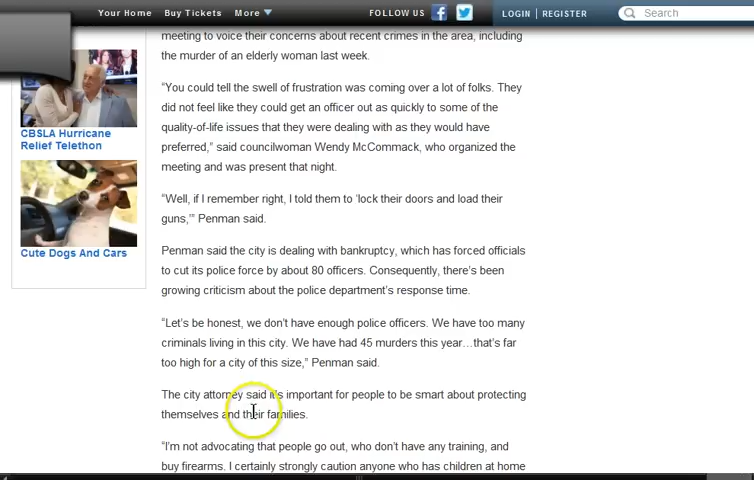 Your Home Buy Tickets More FOLLOW US LOGIN | REGISTER Search
meeting to voice their concerns about recent crimes in the area, including
the murder of an elderly woman last week.
“You could tell the swell of frustration was coming over a lot of folks. They
did not feel like they could get an officer out as quickly to some of the
quality-of-life issues that they were dealing with as they would have
preferred,” said councilwoman Wendy McCommack, who organized the
meeting and was present that night.
“Well, if I remember right, I told them to ‘lock their doors and load their
guns,’” Penman said.
Penman said the city is dealing with bankruptcy, which has forced officials
to cut its police force by about 80 officers. Consequently, there’s been
growing criticism about the police department’s response time.
“Let’s be honest, we don’t have enough police officers. We have too many
criminals living in this city. We have had 45 murders this year…that’s far
too high for a city of this size,” Penman said.
The city attorney said it’s important for people to be smart about protecting
themselves and their families.
“I’m not advocating that people go out, who don’t have any training, and
buy firearms. I certainly strongly caution anyone who has children at home
CBSLA Hurricane
Relief Telethon
Cute Dogs And Cars